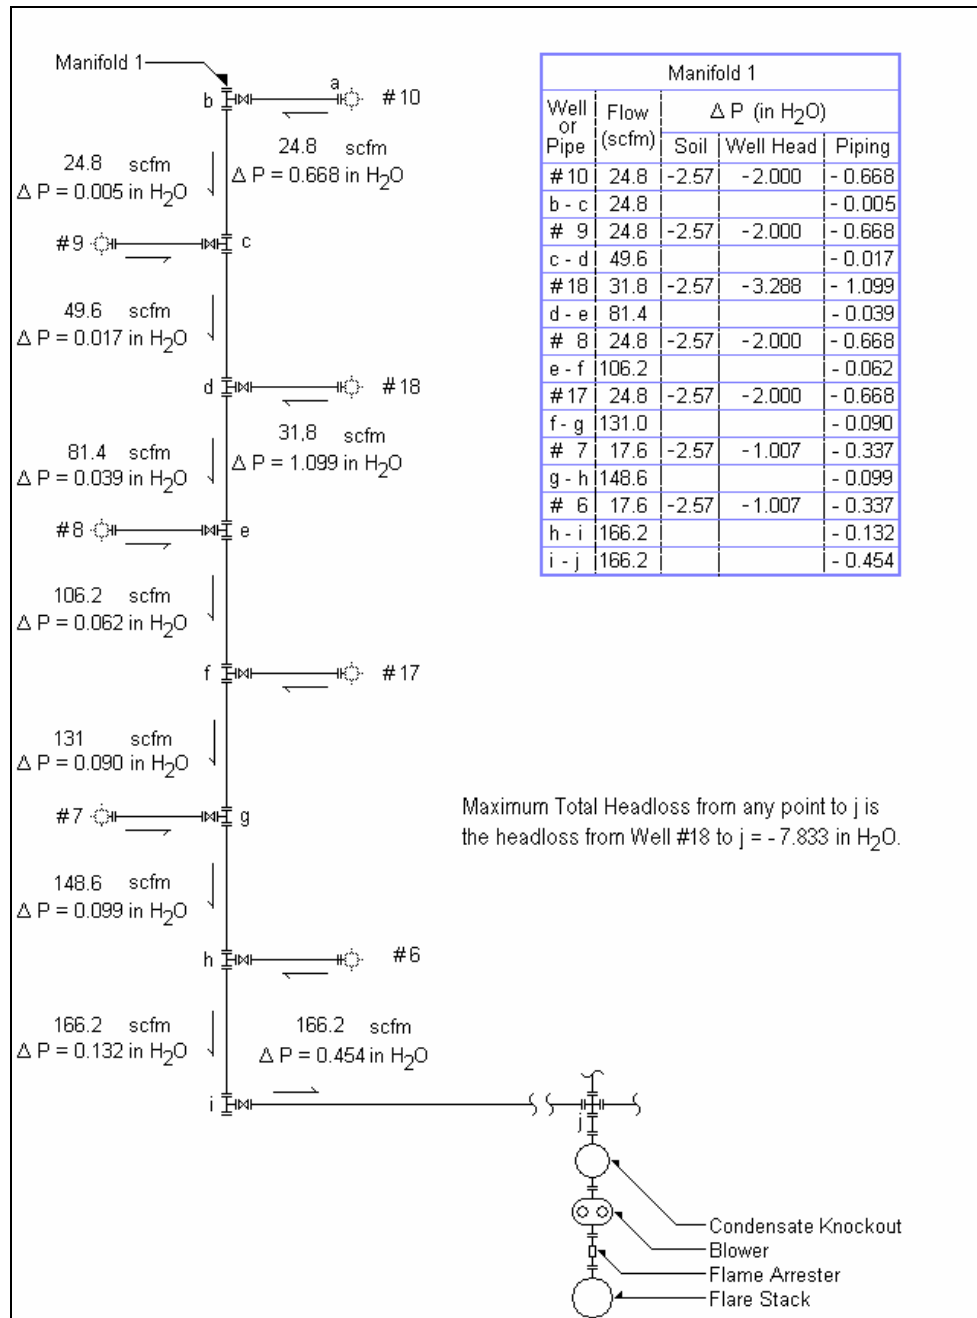 Manifold 1
b
a
#10
24.8 scfm
Δ P = 0.005 in H2O
24.8 scfm
Δ P = 0.668 in H2O
#9
c
49.6 scfm
Δ P = 0.017 in H2O
d
#18
81.4 scfm
Δ P = 0.039 in H2O
31,8 scfm
Δ P = 1.099 in H2O
#8
e
106.2 scfm
Δ P = 0.062 in H2O
f
#17
131 scfm
Δ P = 0.090 in H2O
#7
g
148.6 scfm
Δ P = 0.099 in H2O
h
#6
166.2 scfm
Δ P = 0.132 in H2O
166.2 scfm
Δ P = 0.454 in H2O
i
j
Condensate Knockout
Blower
Flame Arrester
Flare Stack
Manifold 1
Well or Pipe Flow (scfm) Δ P (in H2O)
Soil Well Head Piping
#10 24.8 -2.57 -2.000 - 0.668
b - c 24.8 - 0.005
# 9 24.8 -2.57 -2.000 - 0.668
c - d 49.6 - 0.017
#18 31.8 -2.57 -3.288 - 1.099
d - e 81.4 - 0.039
# 8 24.8 -2.57 -2.000 - 0.668
e - f 106.2 - 0.062
#17 24.8 -2.57 -2.000 - 0.668
f - g 131.0 - 0.090
# 7 17.6 -2.57 -1.007 - 0.337
g - h 148.6 - 0.099
# 6 17.6 -2.57 -1.007 - 0.337
h - i 166.2 - 0.132
i - j 166.2 - 0.454
Maximum Total Headloss from any point to j is
the headloss from Well #18 to j = - 7.833 in H2O.